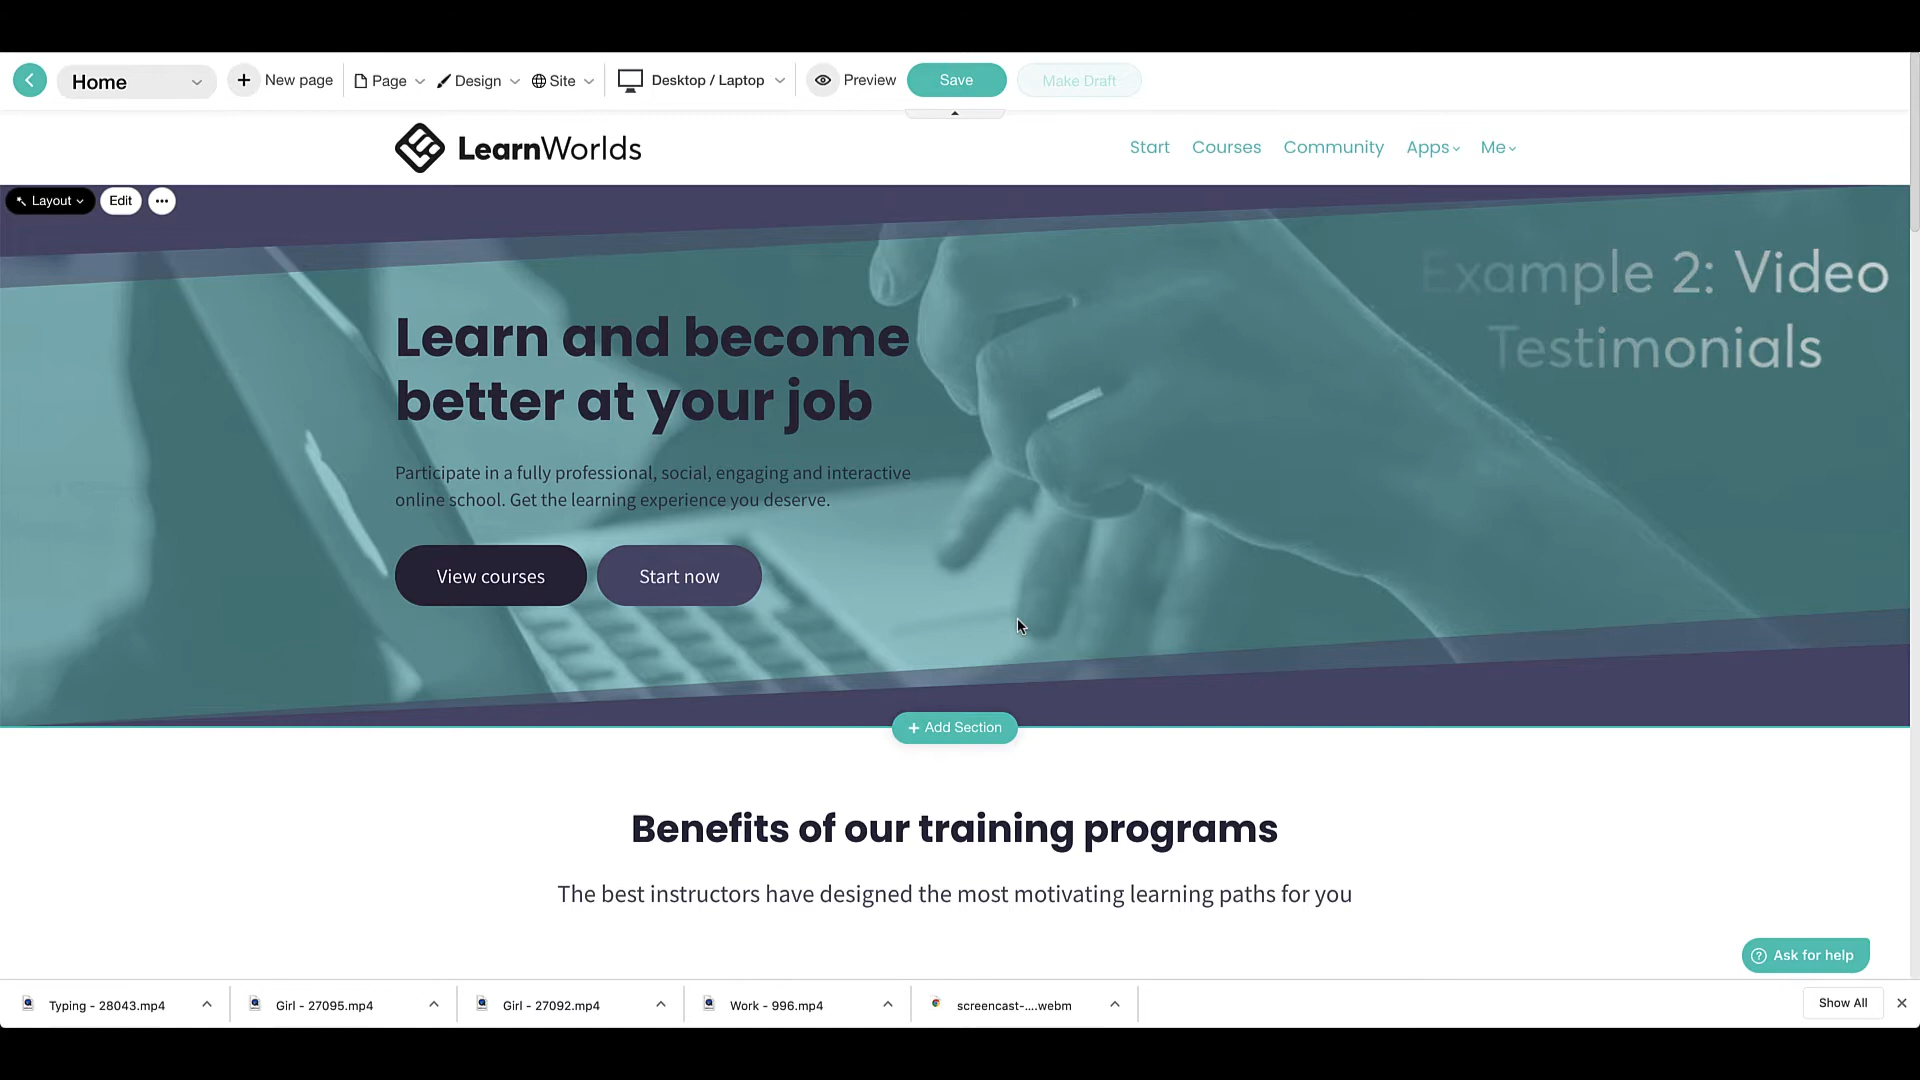 Home
New page
Page
Design
Site
Desktop / Laptop
Preview
Save
Make Draft
LearnWorlds
Start
Courses
Community
Apps
Me
Layout
Edit
Example 2: Video
Testimonials
Learn and become
better at your job
Participate in a fully professional, social, engaging and interactive
online school. Get the learning experience you deserve.
View courses
Start now
+ Add Section
Benefits of our training programs
The best instructors have designed the most motivating learning paths for you
Ask for help
Typing - 28043.mp4
Girl - 27095.mp4
Girl - 27092.mp4
Work - 996.mp4
screencast-....webm
Show All